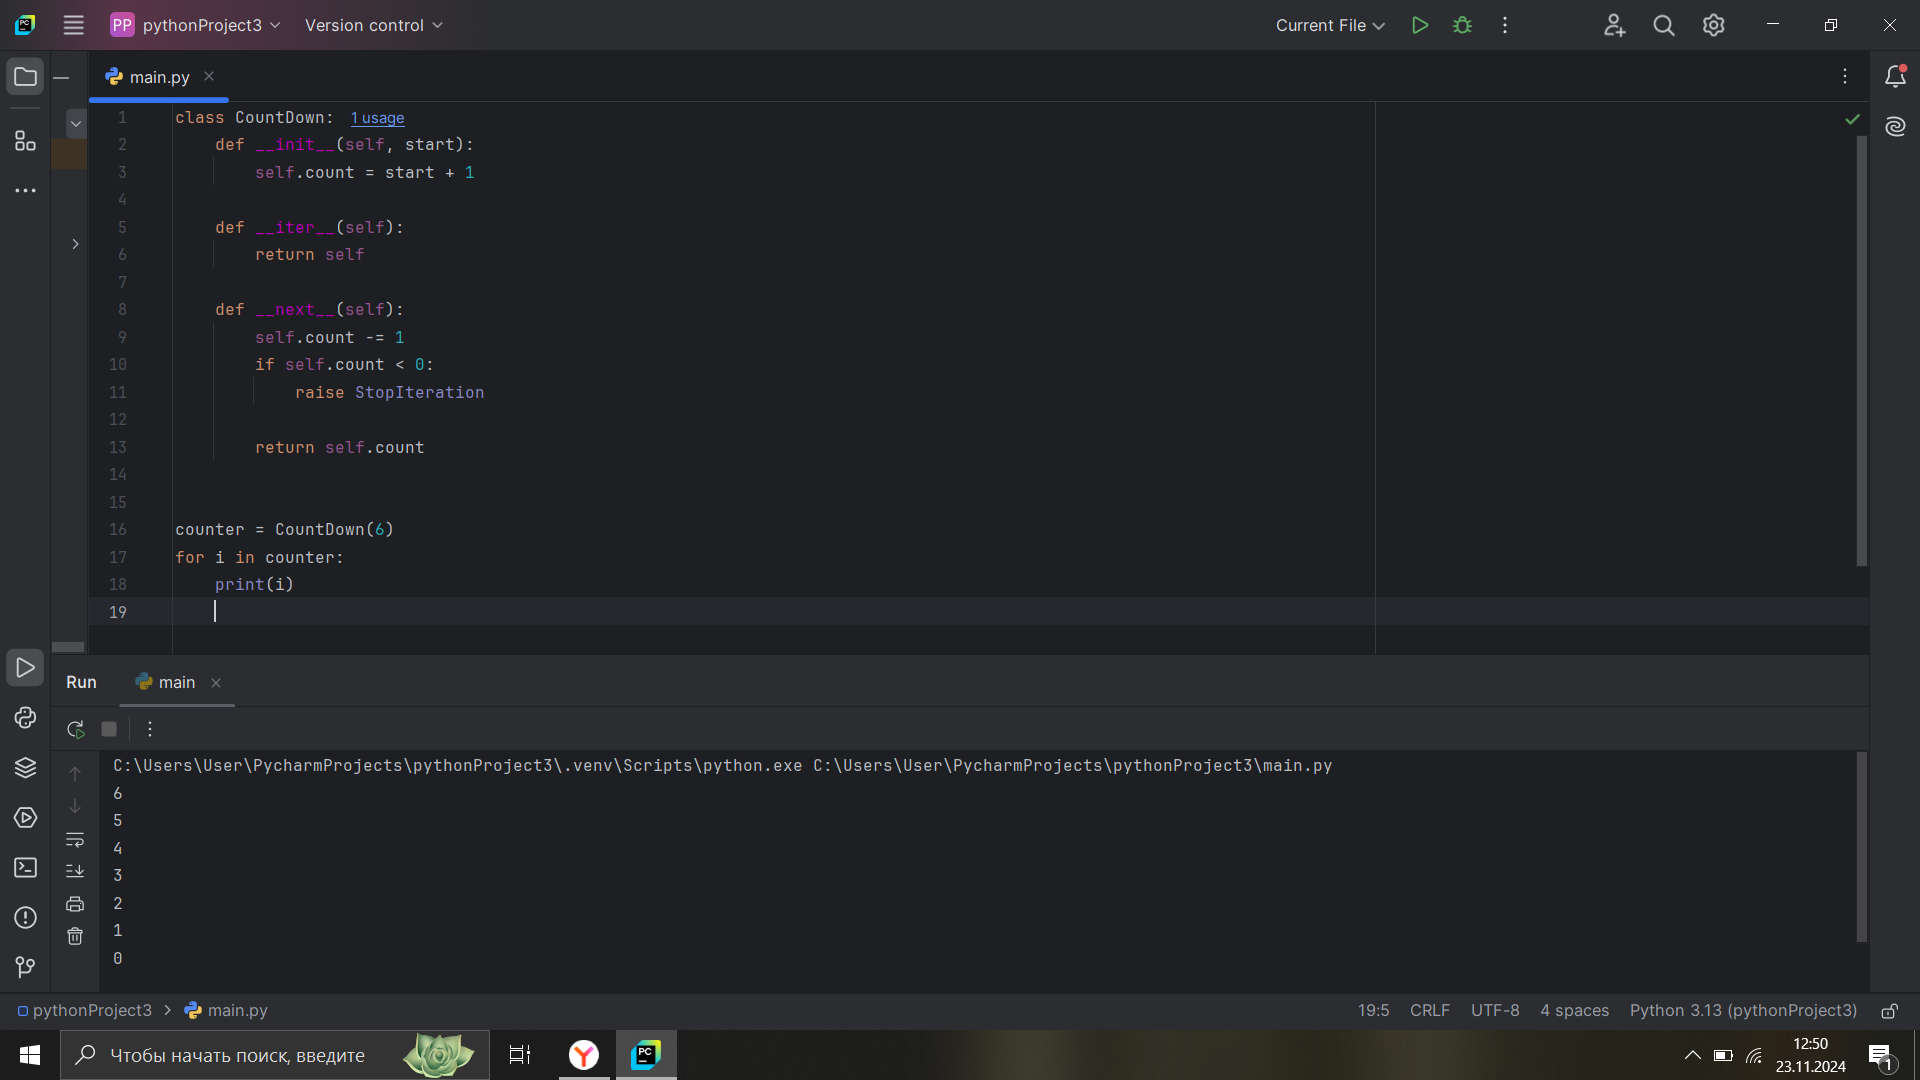 PP pythonProject3 Version control Current File
main.py
1 class CountDown: 1 usage
2 def __init__(self, start):
3 self.count = start + 1
4
5 def __iter__(self):
6 return self
7
8 def __next__(self):
9 self.count -= 1
10 if self.count < 0:
11 raise StopIteration
12
13 return self.count
14
15
16 counter = CountDown(6)
17 for i in counter:
18 print(i)
19
Run main
C:\Users\User\PycharmProjects\pythonProject3\.venv\Scripts\python.exe C:\Users\User\PycharmProjects\pythonProject3\main.py
6
5
4
3
2
1
0
pythonProject3 > main.py 19:5 CRLF UTF-8 4 spaces Python 3.13 (pythonProject3)
Чтобы начать поиск, введите
PC
12:50
23.11.2024
1